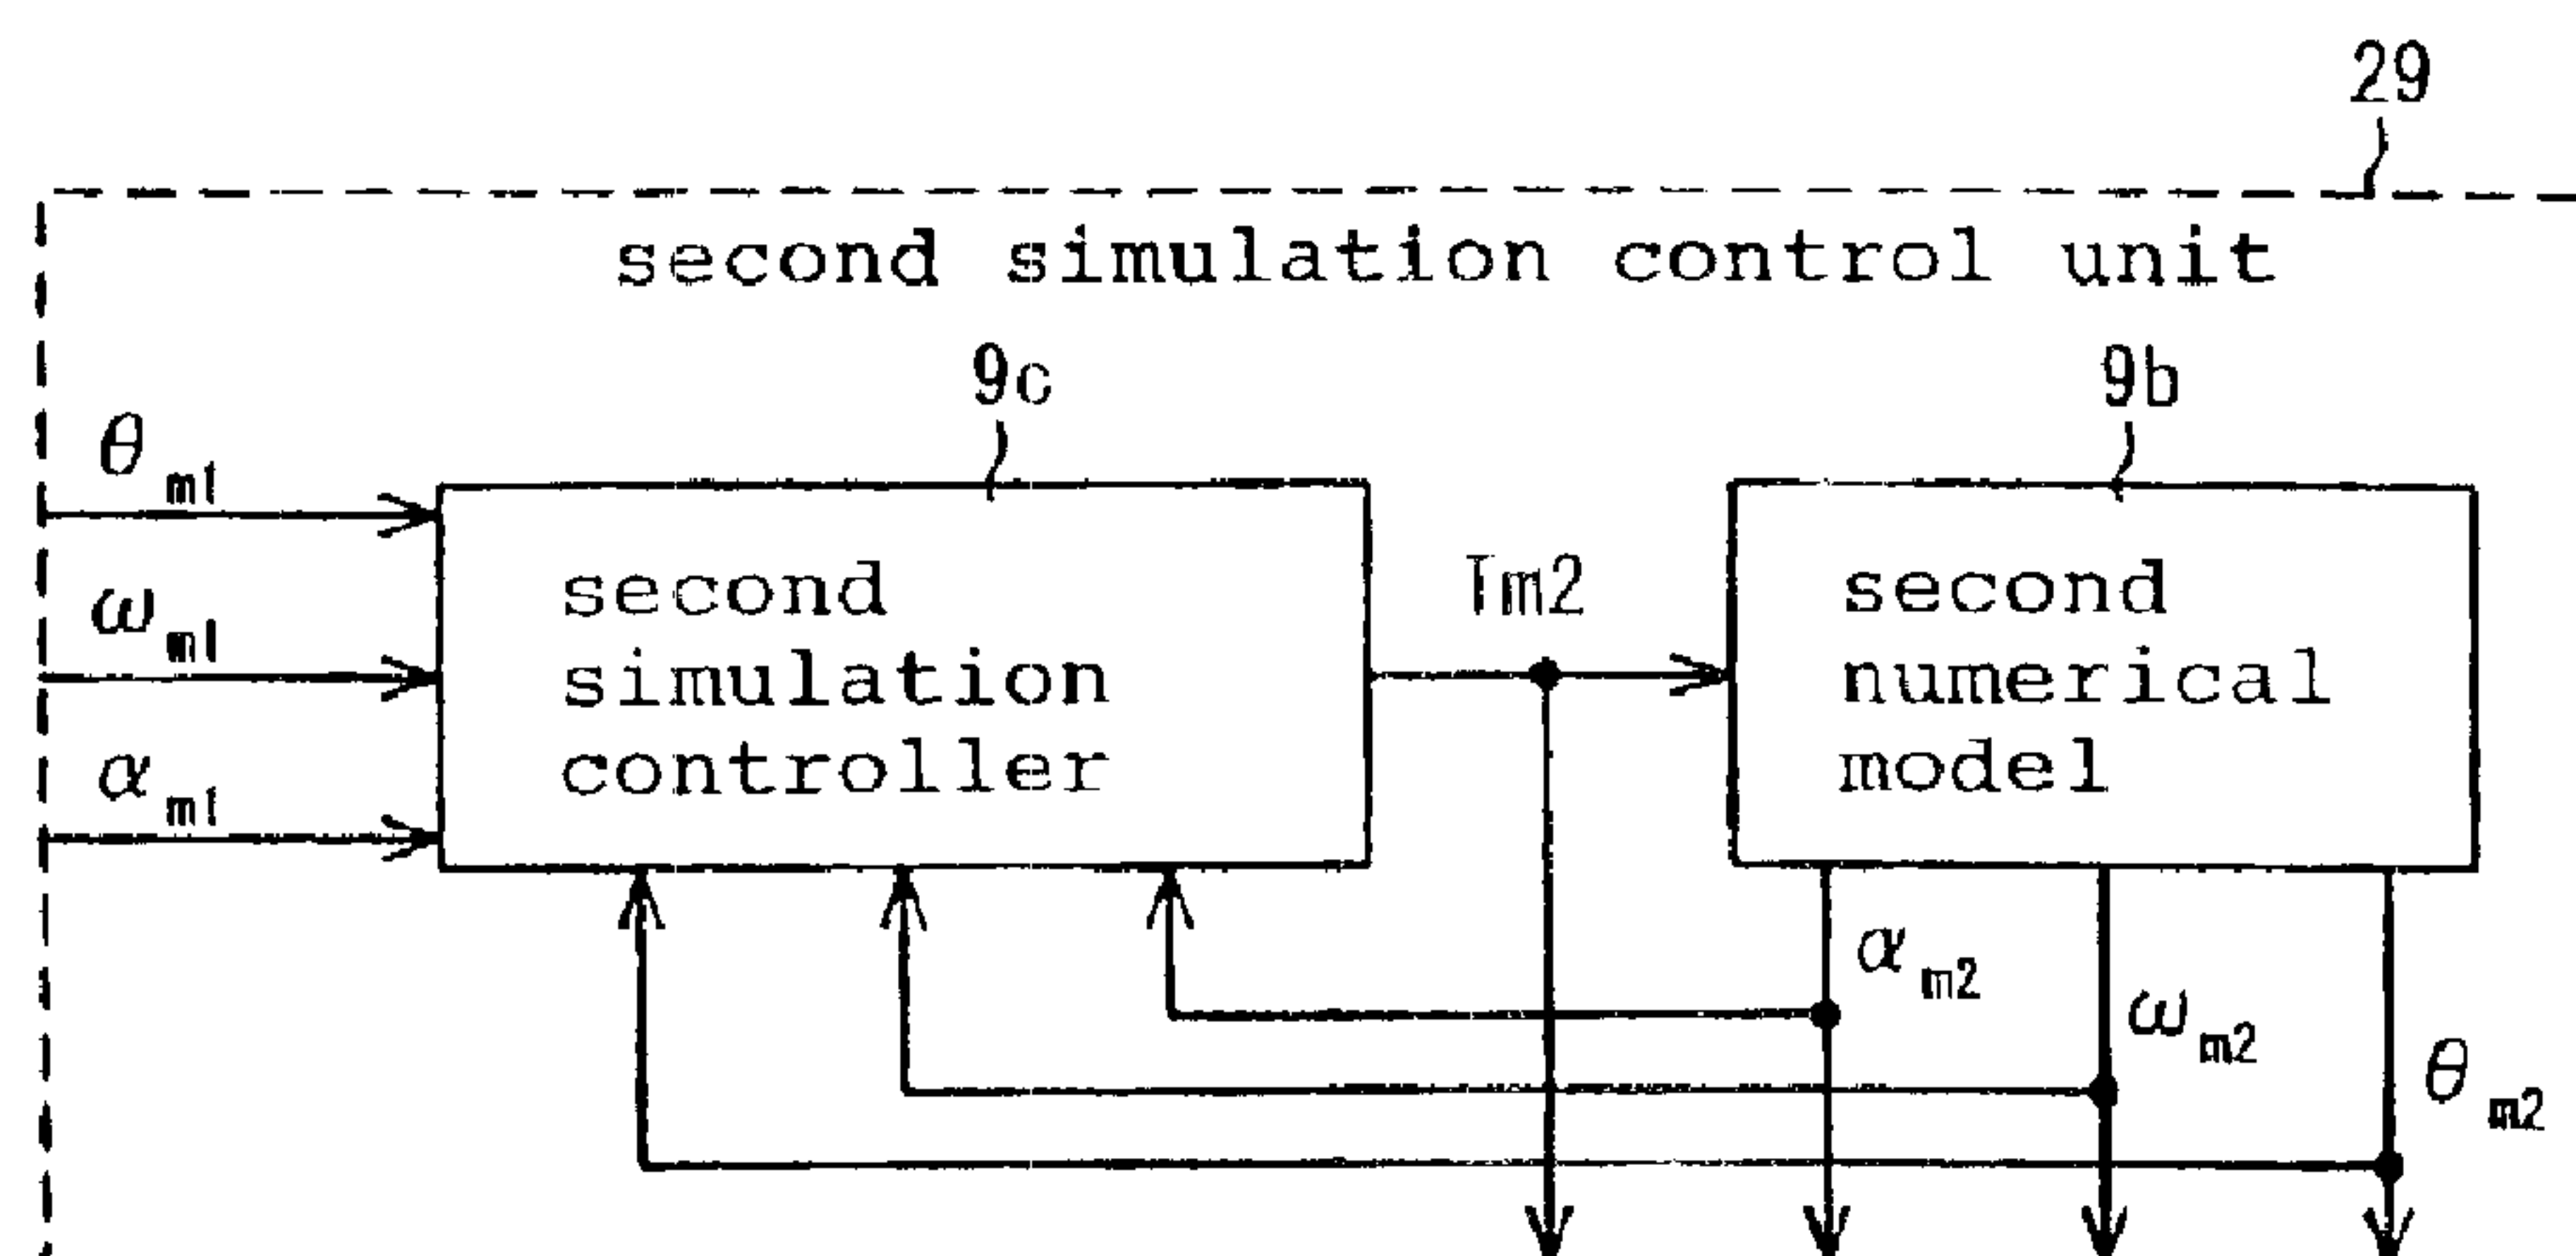 29
second simulation control unit
9c
9b
θm1
ωm1
αm1
second
simulation
controller
Tm2
second
numerical
model
αm2
ωm2
θm2